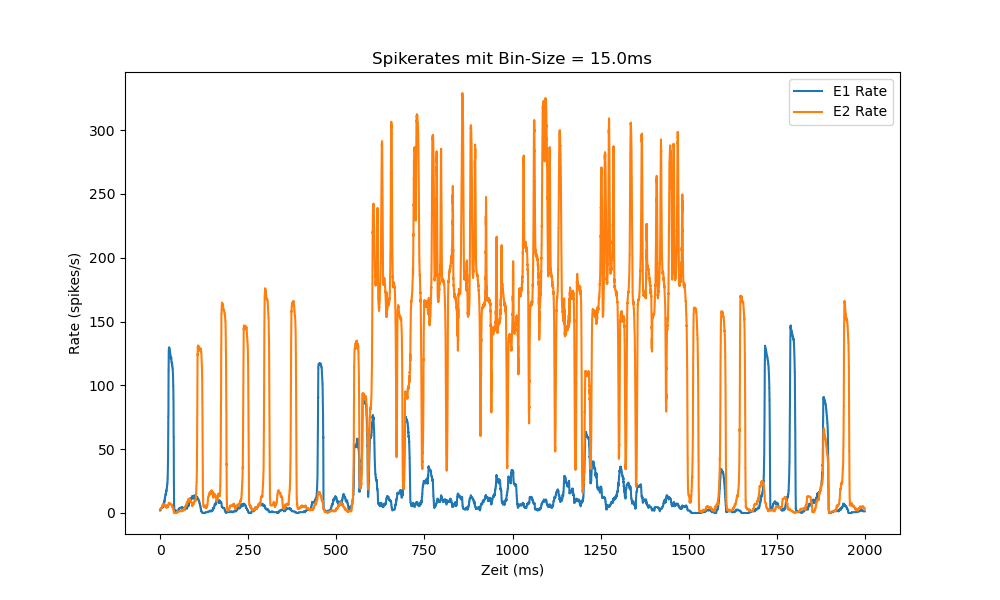 Spikerates mit Bin-Size = 15.0ms
E1 Rate
E2 Rate
Rate (spikes/s)
300
250
200
150
100
50
0
0 250 500 750 1000 1250 1500 1750 2000
Zeit (ms)